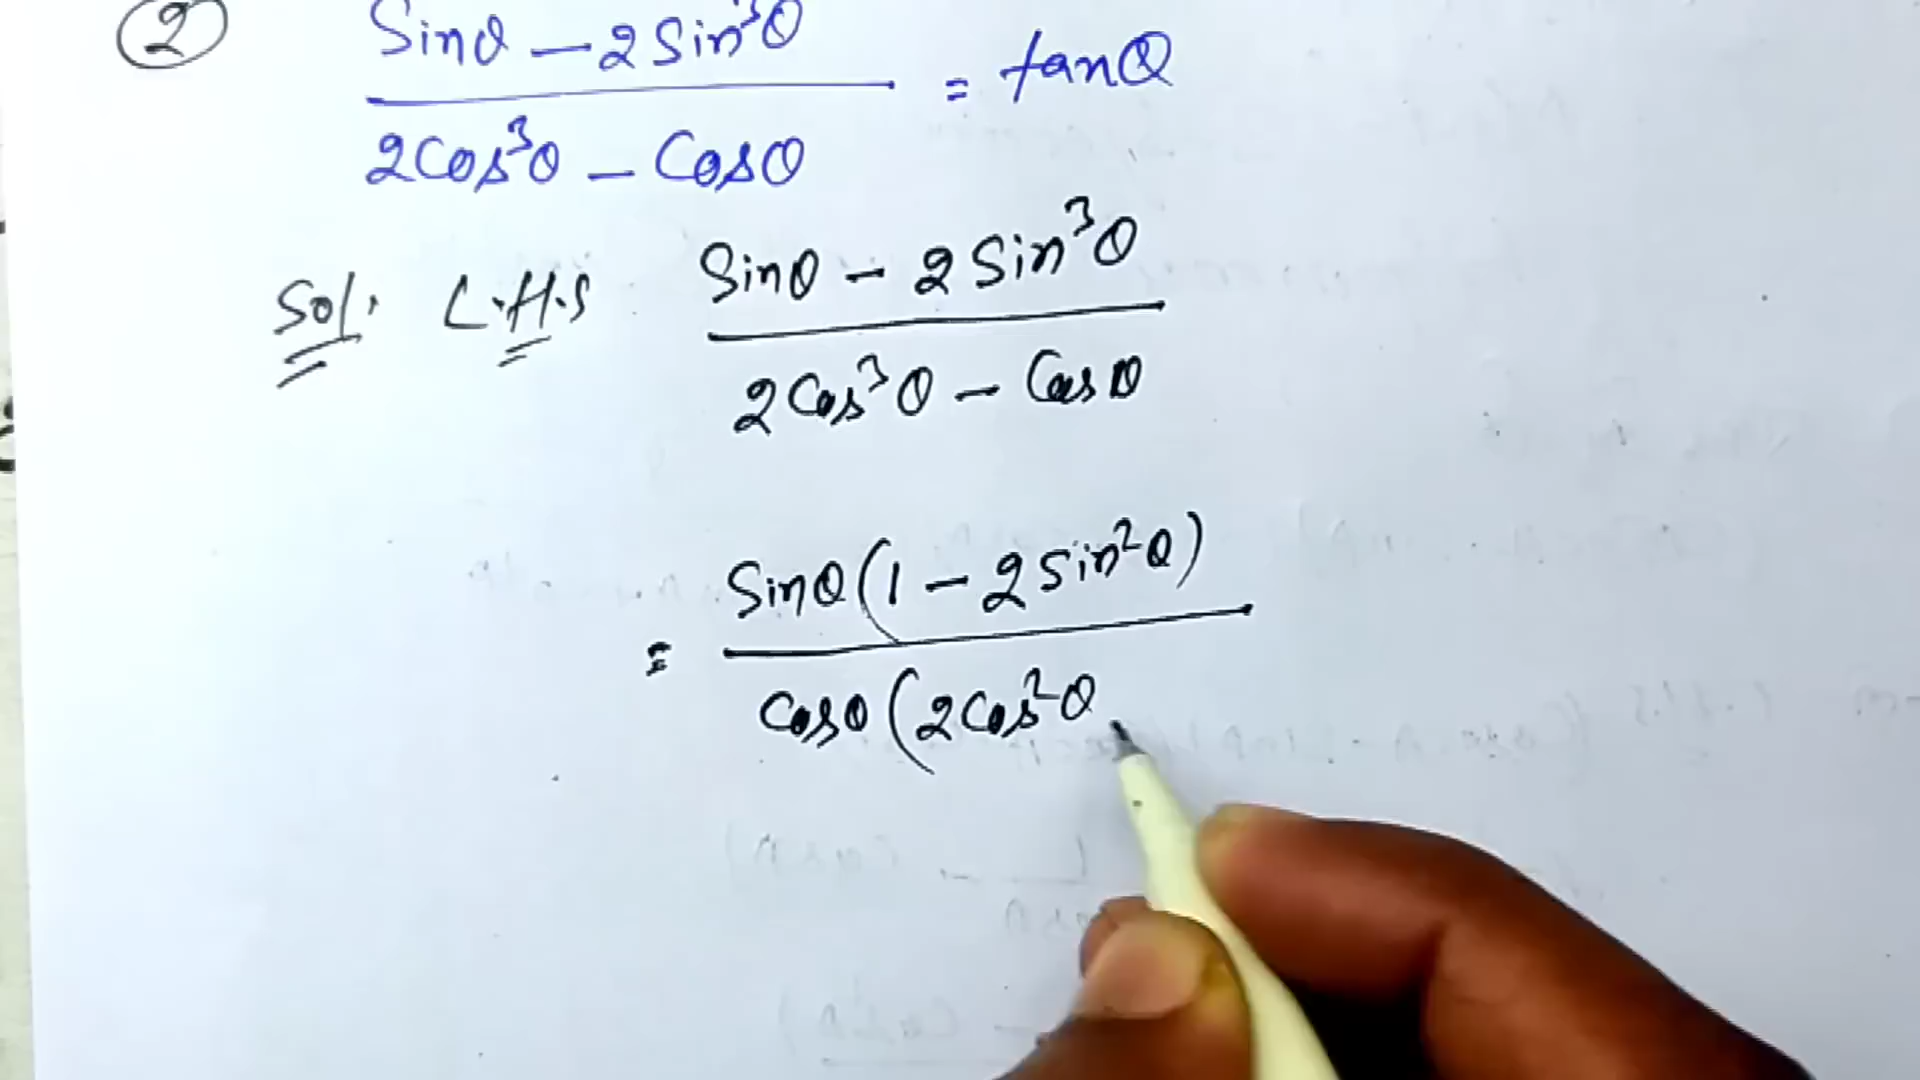 ② Sinθ − 2Sin³θ
= tanθ
2Cos³θ − Cosθ
Sol. L.H.S Sinθ − 2Sin³θ
2Cos³θ − Cosθ
= Sinθ(1 − 2Sin²θ)
Cosθ(2Cos²θ